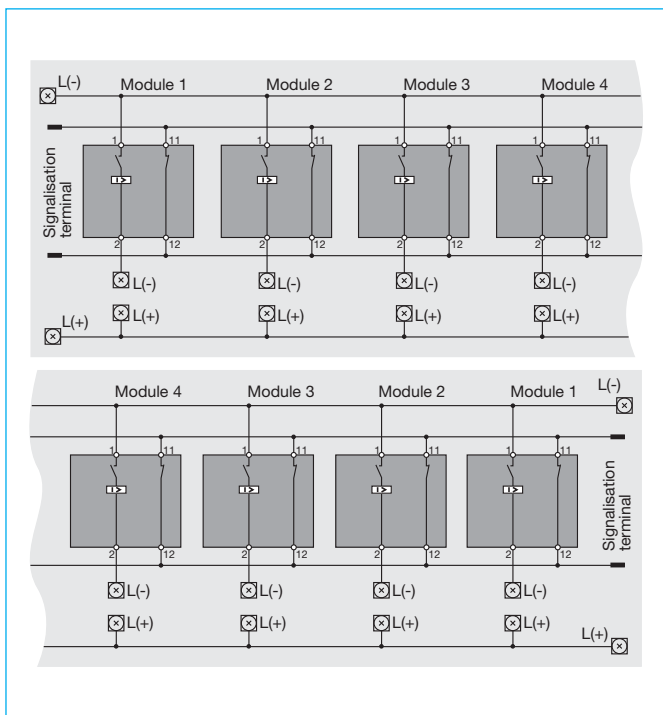 L(-) Module 1 Module 2 Module 3 Module 4
1 11 1 11 1 11 1 11
Signalisation
terminal
I> I> I> I>
2 12 2 12 2 12 2 12
L(-) L(-) L(-) L(-)
L(+) L(+) L(+) L(+)
L(+)
Module 4 Module 3 Module 2 Module 1 L(-)
1 11 1 11 1 11 1 11
I> I> I> I>
Signalisation
terminal
2 12 2 12 2 12 2 12
L(-) L(-) L(-) L(-)
L(+) L(+) L(+) L(+)
L(+)